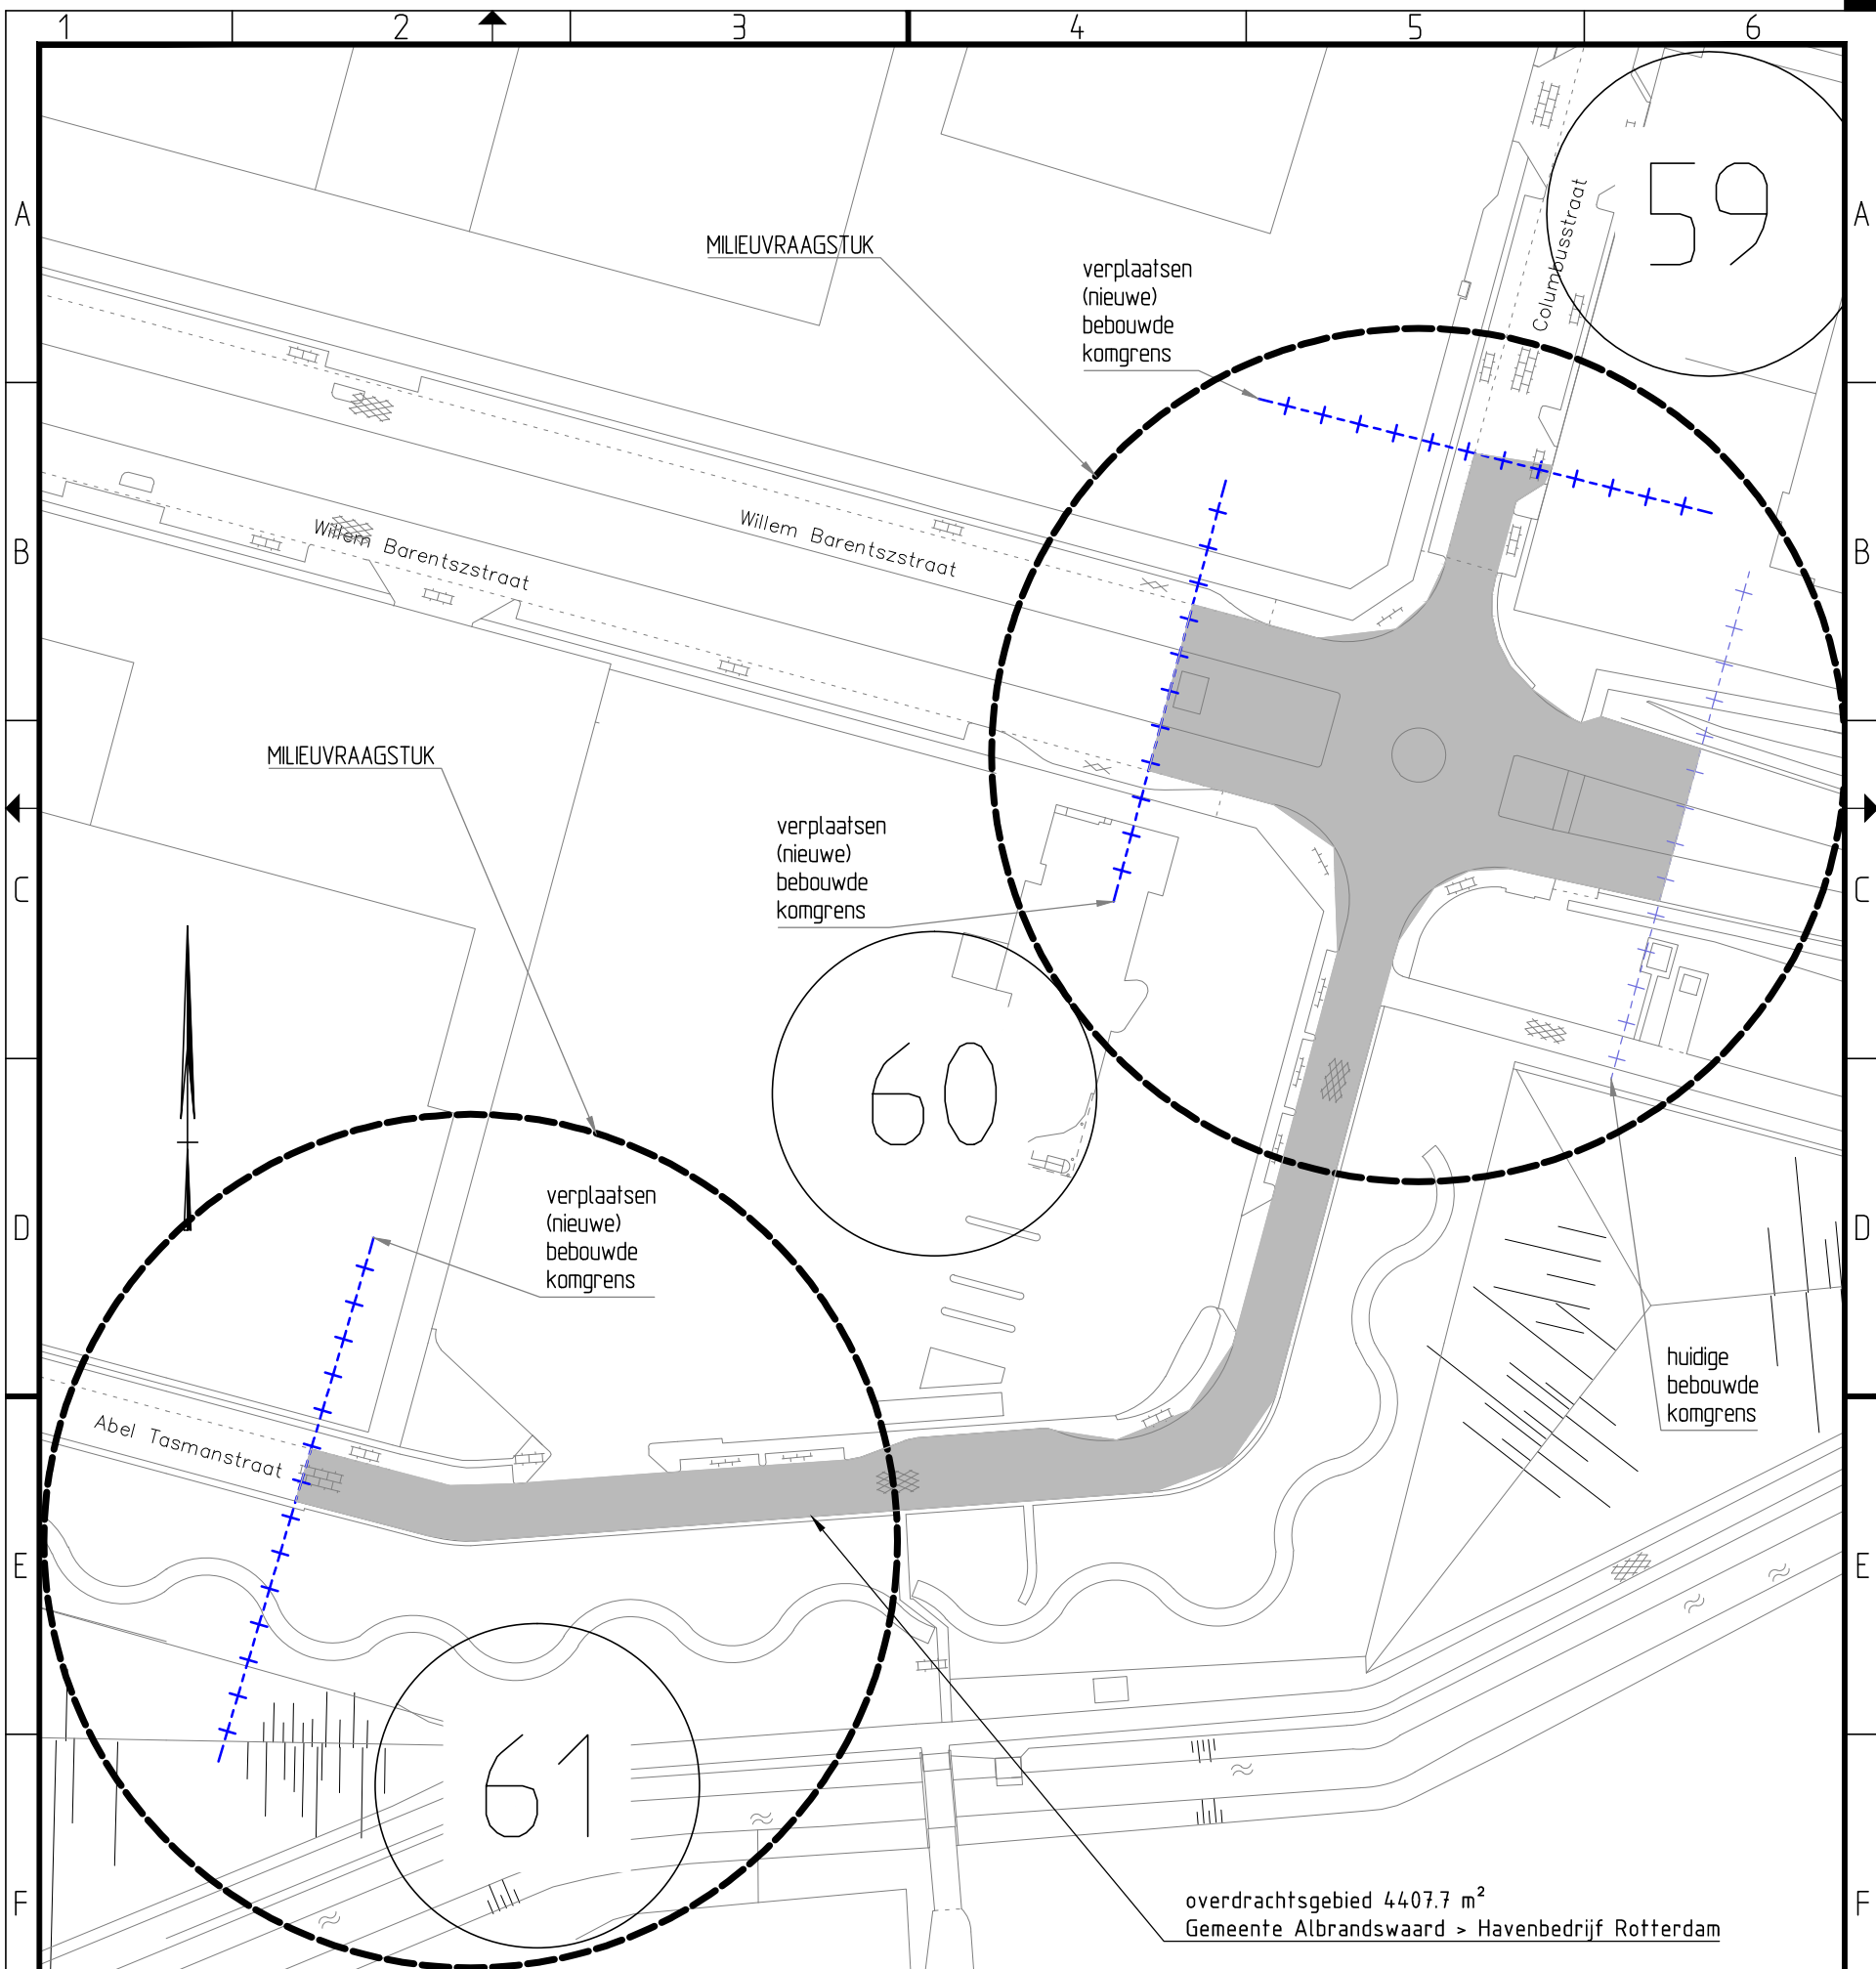 1 2 3 4 5 6
A A
59
Columbusstraat
MILIEUVRAAGSTUK
verplaatsen
(nieuwe)
bebouwde
komgrens
B B
Willem Barentszstraat
Willem Barentszstraat
MILIEUVRAAGSTUK
verplaatsen
(nieuwe)
bebouwde
komgrens
C C
60
D D
verplaatsen
(nieuwe)
bebouwde
komgrens
huidige
bebouwde
komgrens
Abel Tasmanstraat
E E
61
F F
overdrachtsgebied 4407.7 m²
Gemeente Albrandswaard > Havenbedrijf Rotterdam